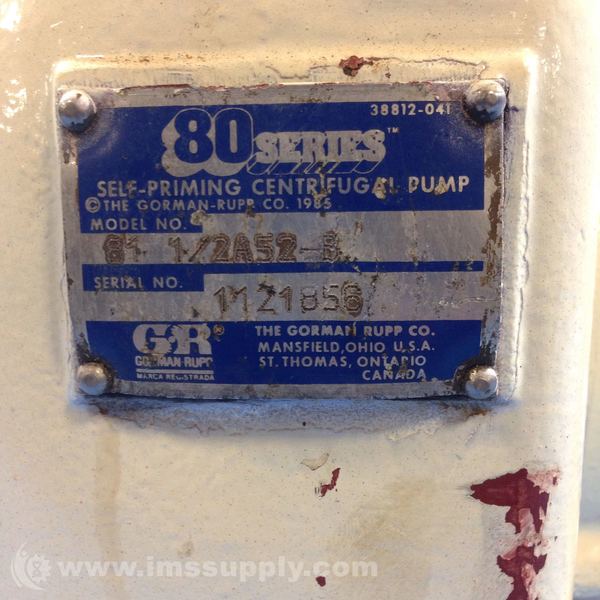 38812-041
80 SERIES™
SELF-PRIMING CENTRIFUGAL PUMP
© THE GORMAN-RUPP CO. 1985
MODEL NO.
81 1/2A52-B
SERIAL NO.
1121856
GR®
GORMAN-RUPP
MARCA REGISTRADA
THE GORMAN RUPP CO.
MANSFIELD, OHIO U.S.A.
ST. THOMAS, ONTARIO
CANADA
www.imssupply.com